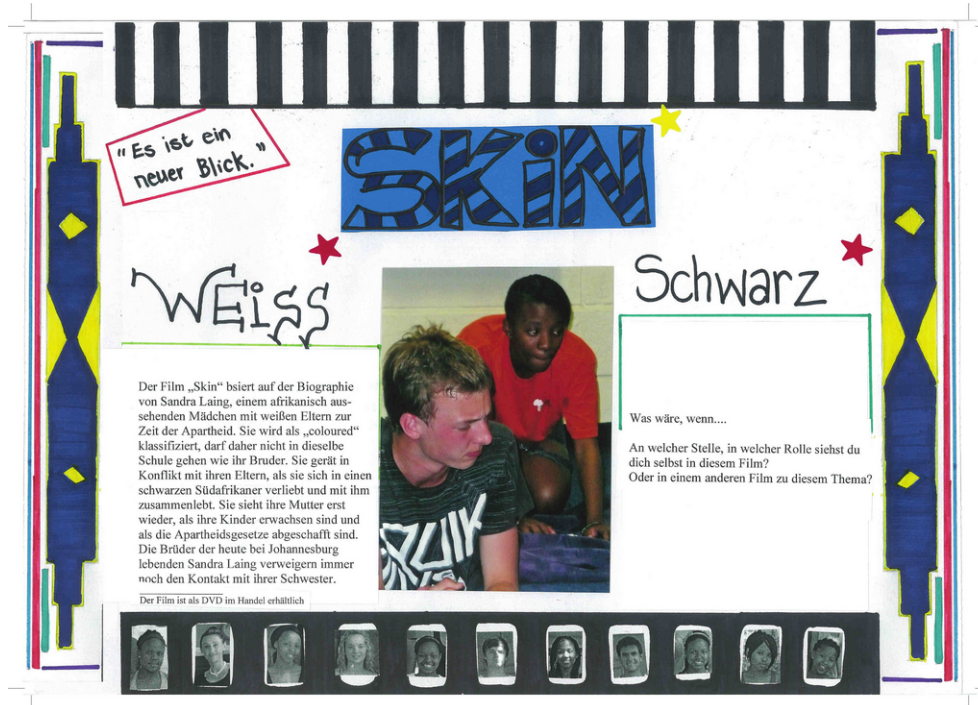 "Es ist ein
neuer Blick."
SKiN
WEiSS
Schwarz
Der Film „Skin“ bsiert auf der Biographie
von Sandra Laing, einem afrikanisch aus-
sehenden Mädchen mit weißen Eltern zur
Zeit der Apartheid. Sie wird als „coloured“
klassifiziert, darf daher nicht in dieselbe
Schule gehen wie ihr Bruder. Sie gerät in
Konflikt mit ihren Eltern, als sie sich in einen
schwarzen Südafrikaner verliebt und mit ihm
zusammenlebt. Sie sieht ihre Mutter erst
wieder, als ihre Kinder erwachsen sind und
als die Apartheidsgesetze abgeschafft sind.
Die Brüder der heute bei Johannesburg
lebenden Sandra Laing verweigern immer
noch den Kontakt mit ihrer Schwester.
Der Film ist als DVD im Handel erhältlich
Was wäre, wenn....
An welcher Stelle, in welcher Rolle siehst du
dich selbst in diesem Film?
Oder in einem anderen Film zu diesem Thema?